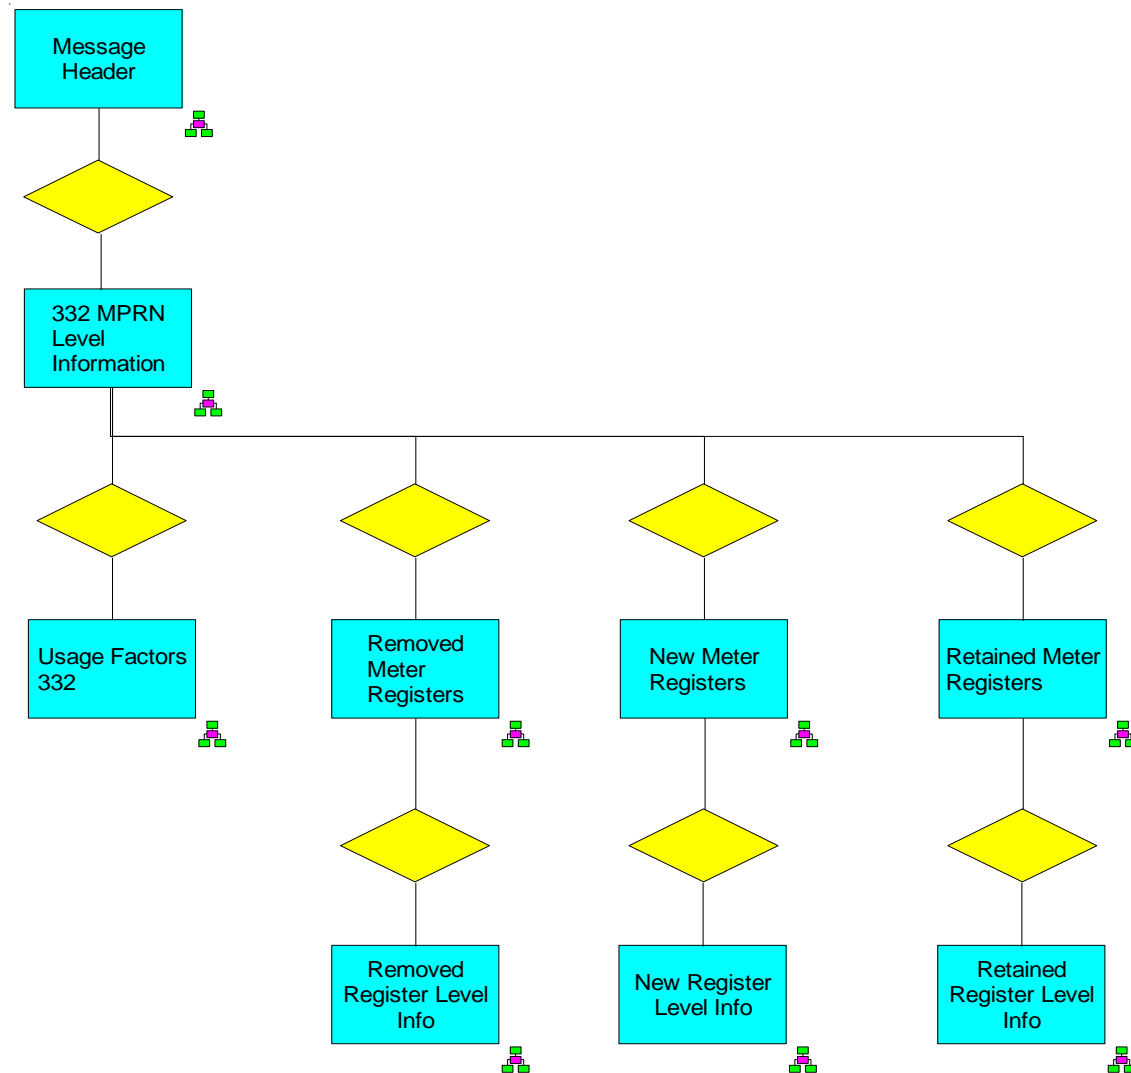 Message
Header
332 MPRN
Level
Information
Usage Factors
332
Removed
Meter
Registers
New Meter
Registers
Retained Meter
Registers
Removed
Register Level
Info
New Register
Level Info
Retained
Register Level
Info